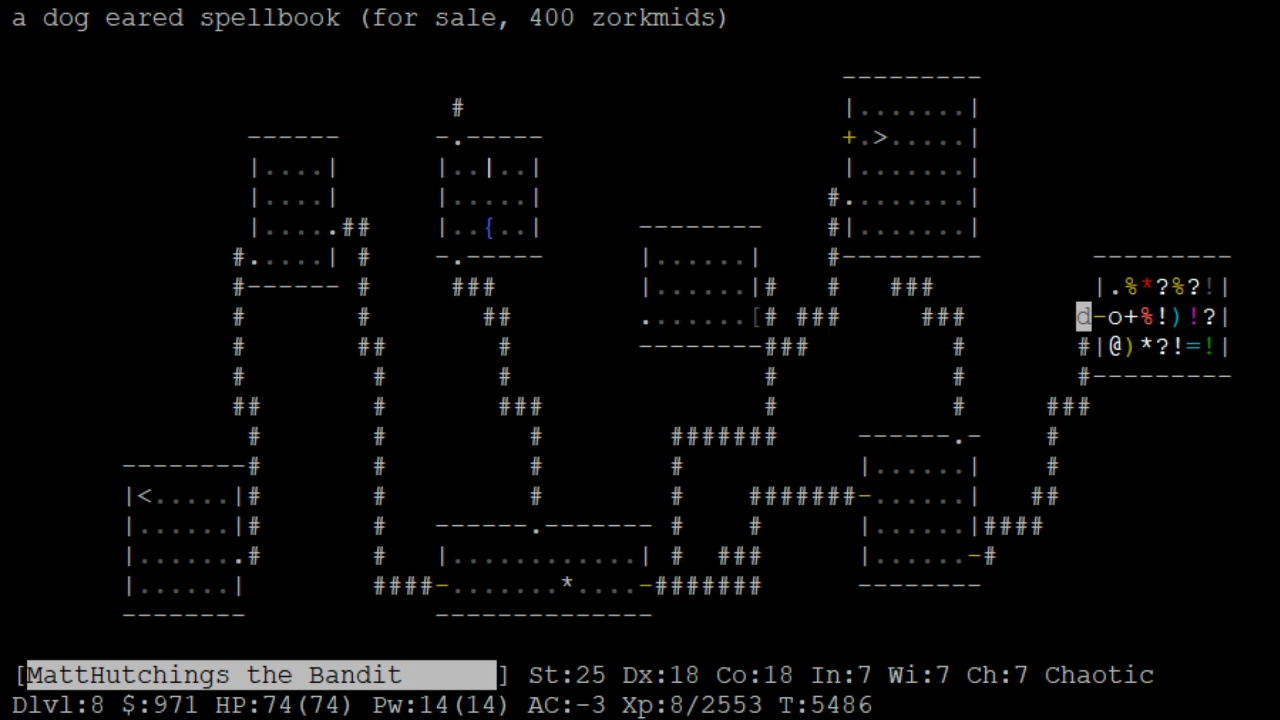 a dog eared spellbook (for sale, 400 zorkmids)
---------
#                        |.......|
------      -.-----                   +.>.....|
|....|      |..|..|                   |.......|
|....|      |.....|                  #.........|
|.....##    |..{..|      --------    #|.......|
#.....| #    -.-----      |......|    #---------       ---------
#------ #     ###         |......|#   #   ###          |.%*?%?!|
#       #       ##        .......[# ###     ###       d-o+%!)!?|
#       ##       #        --------###         #       #|@)*?!=!|
#        #       #                #           #       #---------
##       #       ###              #           #     ###
#       #         #        #######     ------.-     #
--------#       #         #        #           |......|     #
|<.....|#       #         #        #    #######-......|    ##
|......|#       #   ------.-------  #    #      |......|####
|.......#       #   |............|  #  ###      |......-#
|......|        ####-.......*....-#######      --------
--------            --------------
[MattHutchings the Bandit      ] St:25 Dx:18 Co:18 In:7 Wi:7 Ch:7 Chaotic
Dlvl:8 $:971 HP:74(74) Pw:14(14) AC:-3 Xp:8/2553 T:5486